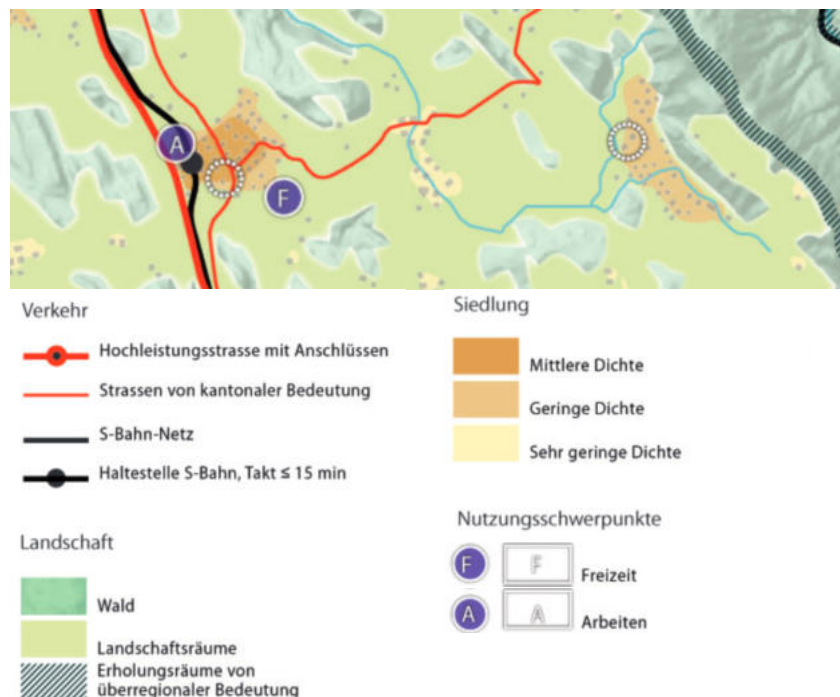 A
F
Verkehr
Hochleistungsstrasse mit Anschlüssen
Strassen von kantonaler Bedeutung
S-Bahn-Netz
Haltestelle S-Bahn, Takt ≤ 15 min
Landschaft
Wald
Landschaftsräume
Erholungsräume von
überregionaler Bedeutung
Siedlung
Mittlere Dichte
Geringe Dichte
Sehr geringe Dichte
Nutzungsschwerpunkte
F F Freizeit
A A Arbeiten